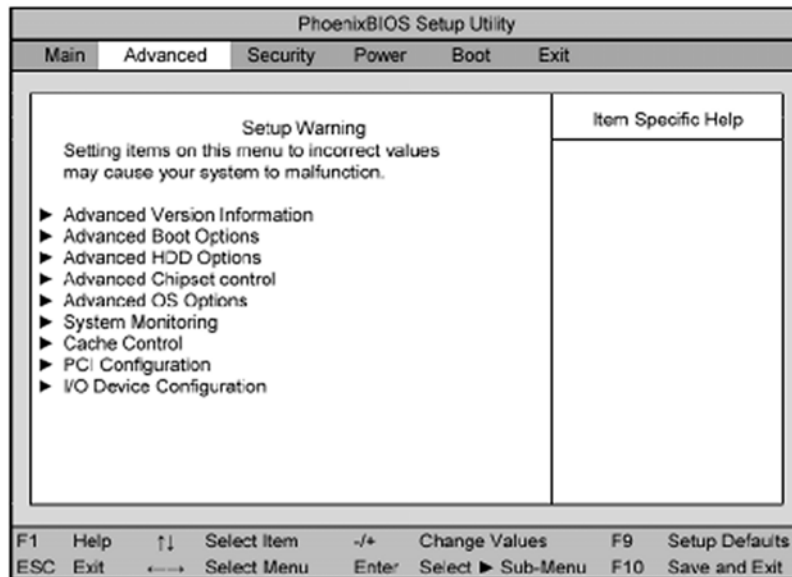 PhoenixBIOS Setup Utility
Main Advanced Security Power Boot Exit
Setup Warning
Setting items on this menu to incorrect values
may cause your system to malfunction.
► Advanced Version Information
► Advanced Boot Options
► Advanced HDD Options
► Advanced Chipset control
► Advanced OS Options
► System Monitoring
► Cache Control
► PCI Configuration
► I/O Device Configuration
Item Specific Help
F1 Help ↑↓ Select Item -/+ Change Values F9 Setup Defaults
ESC Exit ←→ Select Menu Enter Select ► Sub-Menu F10 Save and Exit